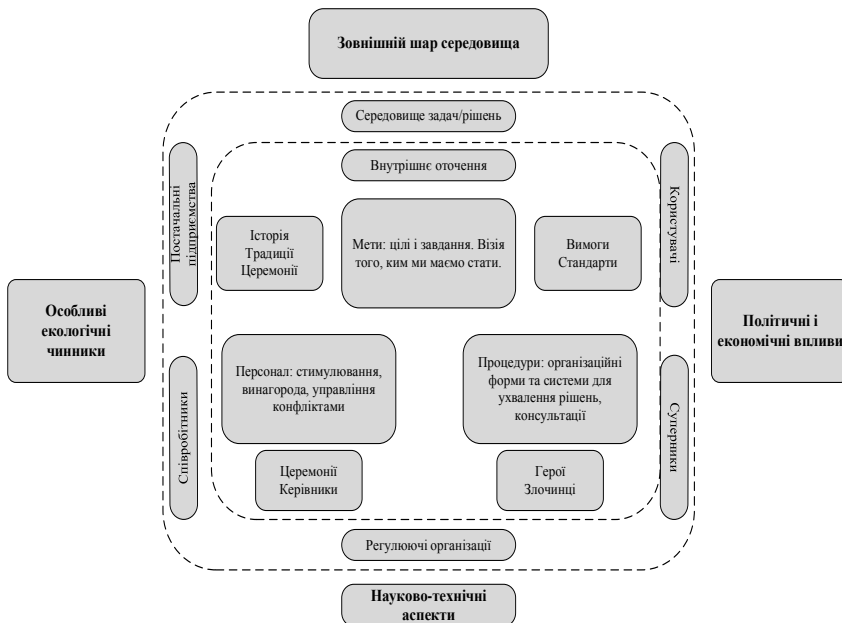 Зовнішній шар середовища
Середовище задач/рішень
Внутрішнє оточення
Постачальні
підприємства
Користувачі
Історія
Традиції
Церемонії
Мети: цілі і завдання. Візія
того, ким ми маємо стати.
Вимоги
Стандарти
Особливі
екологічні
чинники
Політичні і
економічні впливи
Персонал: стимулювання,
винагорода, управління
конфліктами
Процедури: організаційні
форми та системи для
ухвалення рішень,
консультації
Співробітники
Суперники
Церемонії
Керівники
Герої
Злочинці
Регулюючі організації
Науково-технічні
аспекти